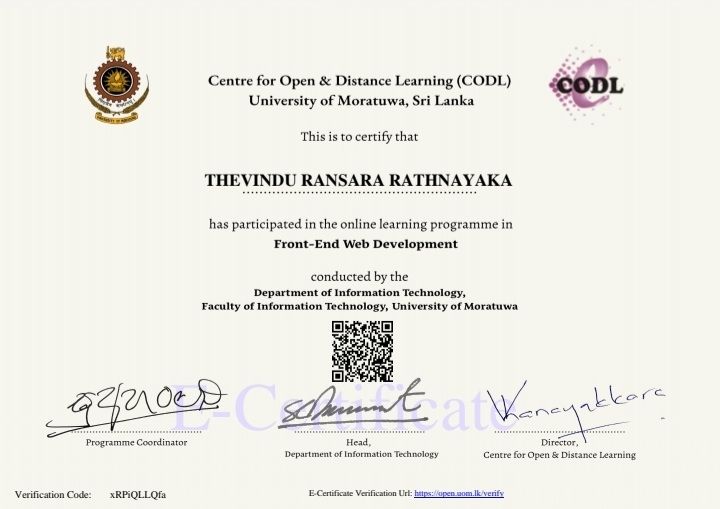 Centre for Open & Distance Learning (CODL)
University of Moratuwa, Sri Lanka
CODL
This is to certify that
THEVINDU RANSARA RATHNAYAKA
has participated in the online learning programme in
Front-End Web Development
conducted by the
Department of Information Technology,
Faculty of Information Technology, University of Moratuwa
E-Certificate
Programme Coordinator
Head,
Department of Information Technology
Director,
Centre for Open & Distance Learning
Verification Code: xRPiQLLQfa
E-Certificate Verification Url: https://open.uom.lk/verify